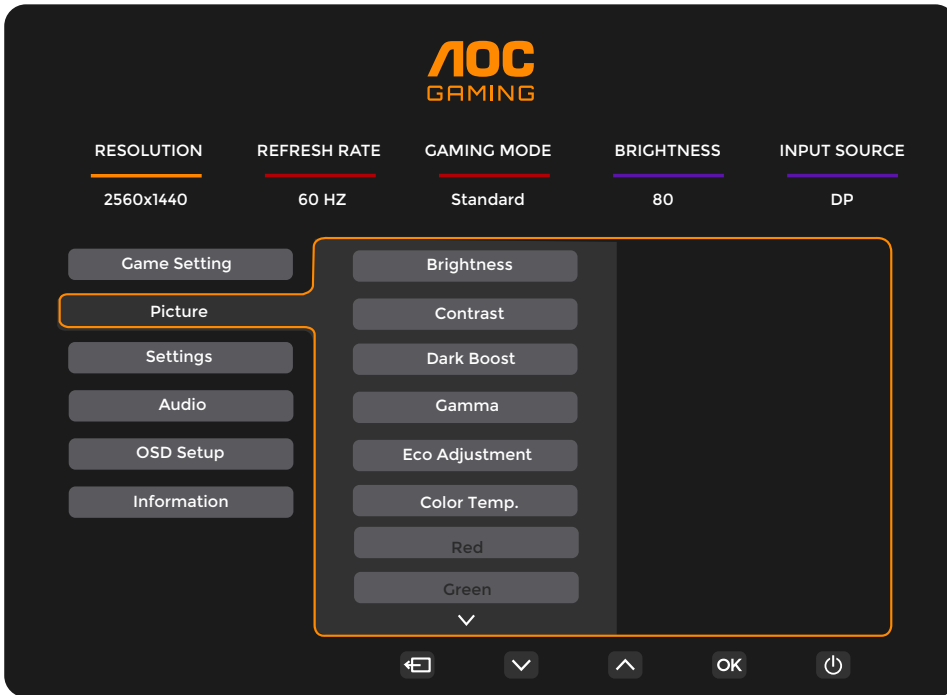 AOC
GAMING
RESOLUTION REFRESH RATE GAMING MODE BRIGHTNESS INPUT SOURCE
2560x1440 60 HZ Standard 80 DP
Game Setting
Picture
Settings
Audio
OSD Setup
Information
Brightness
Contrast
Dark Boost
Gamma
Eco Adjustment
Color Temp.
Red
Green
OK